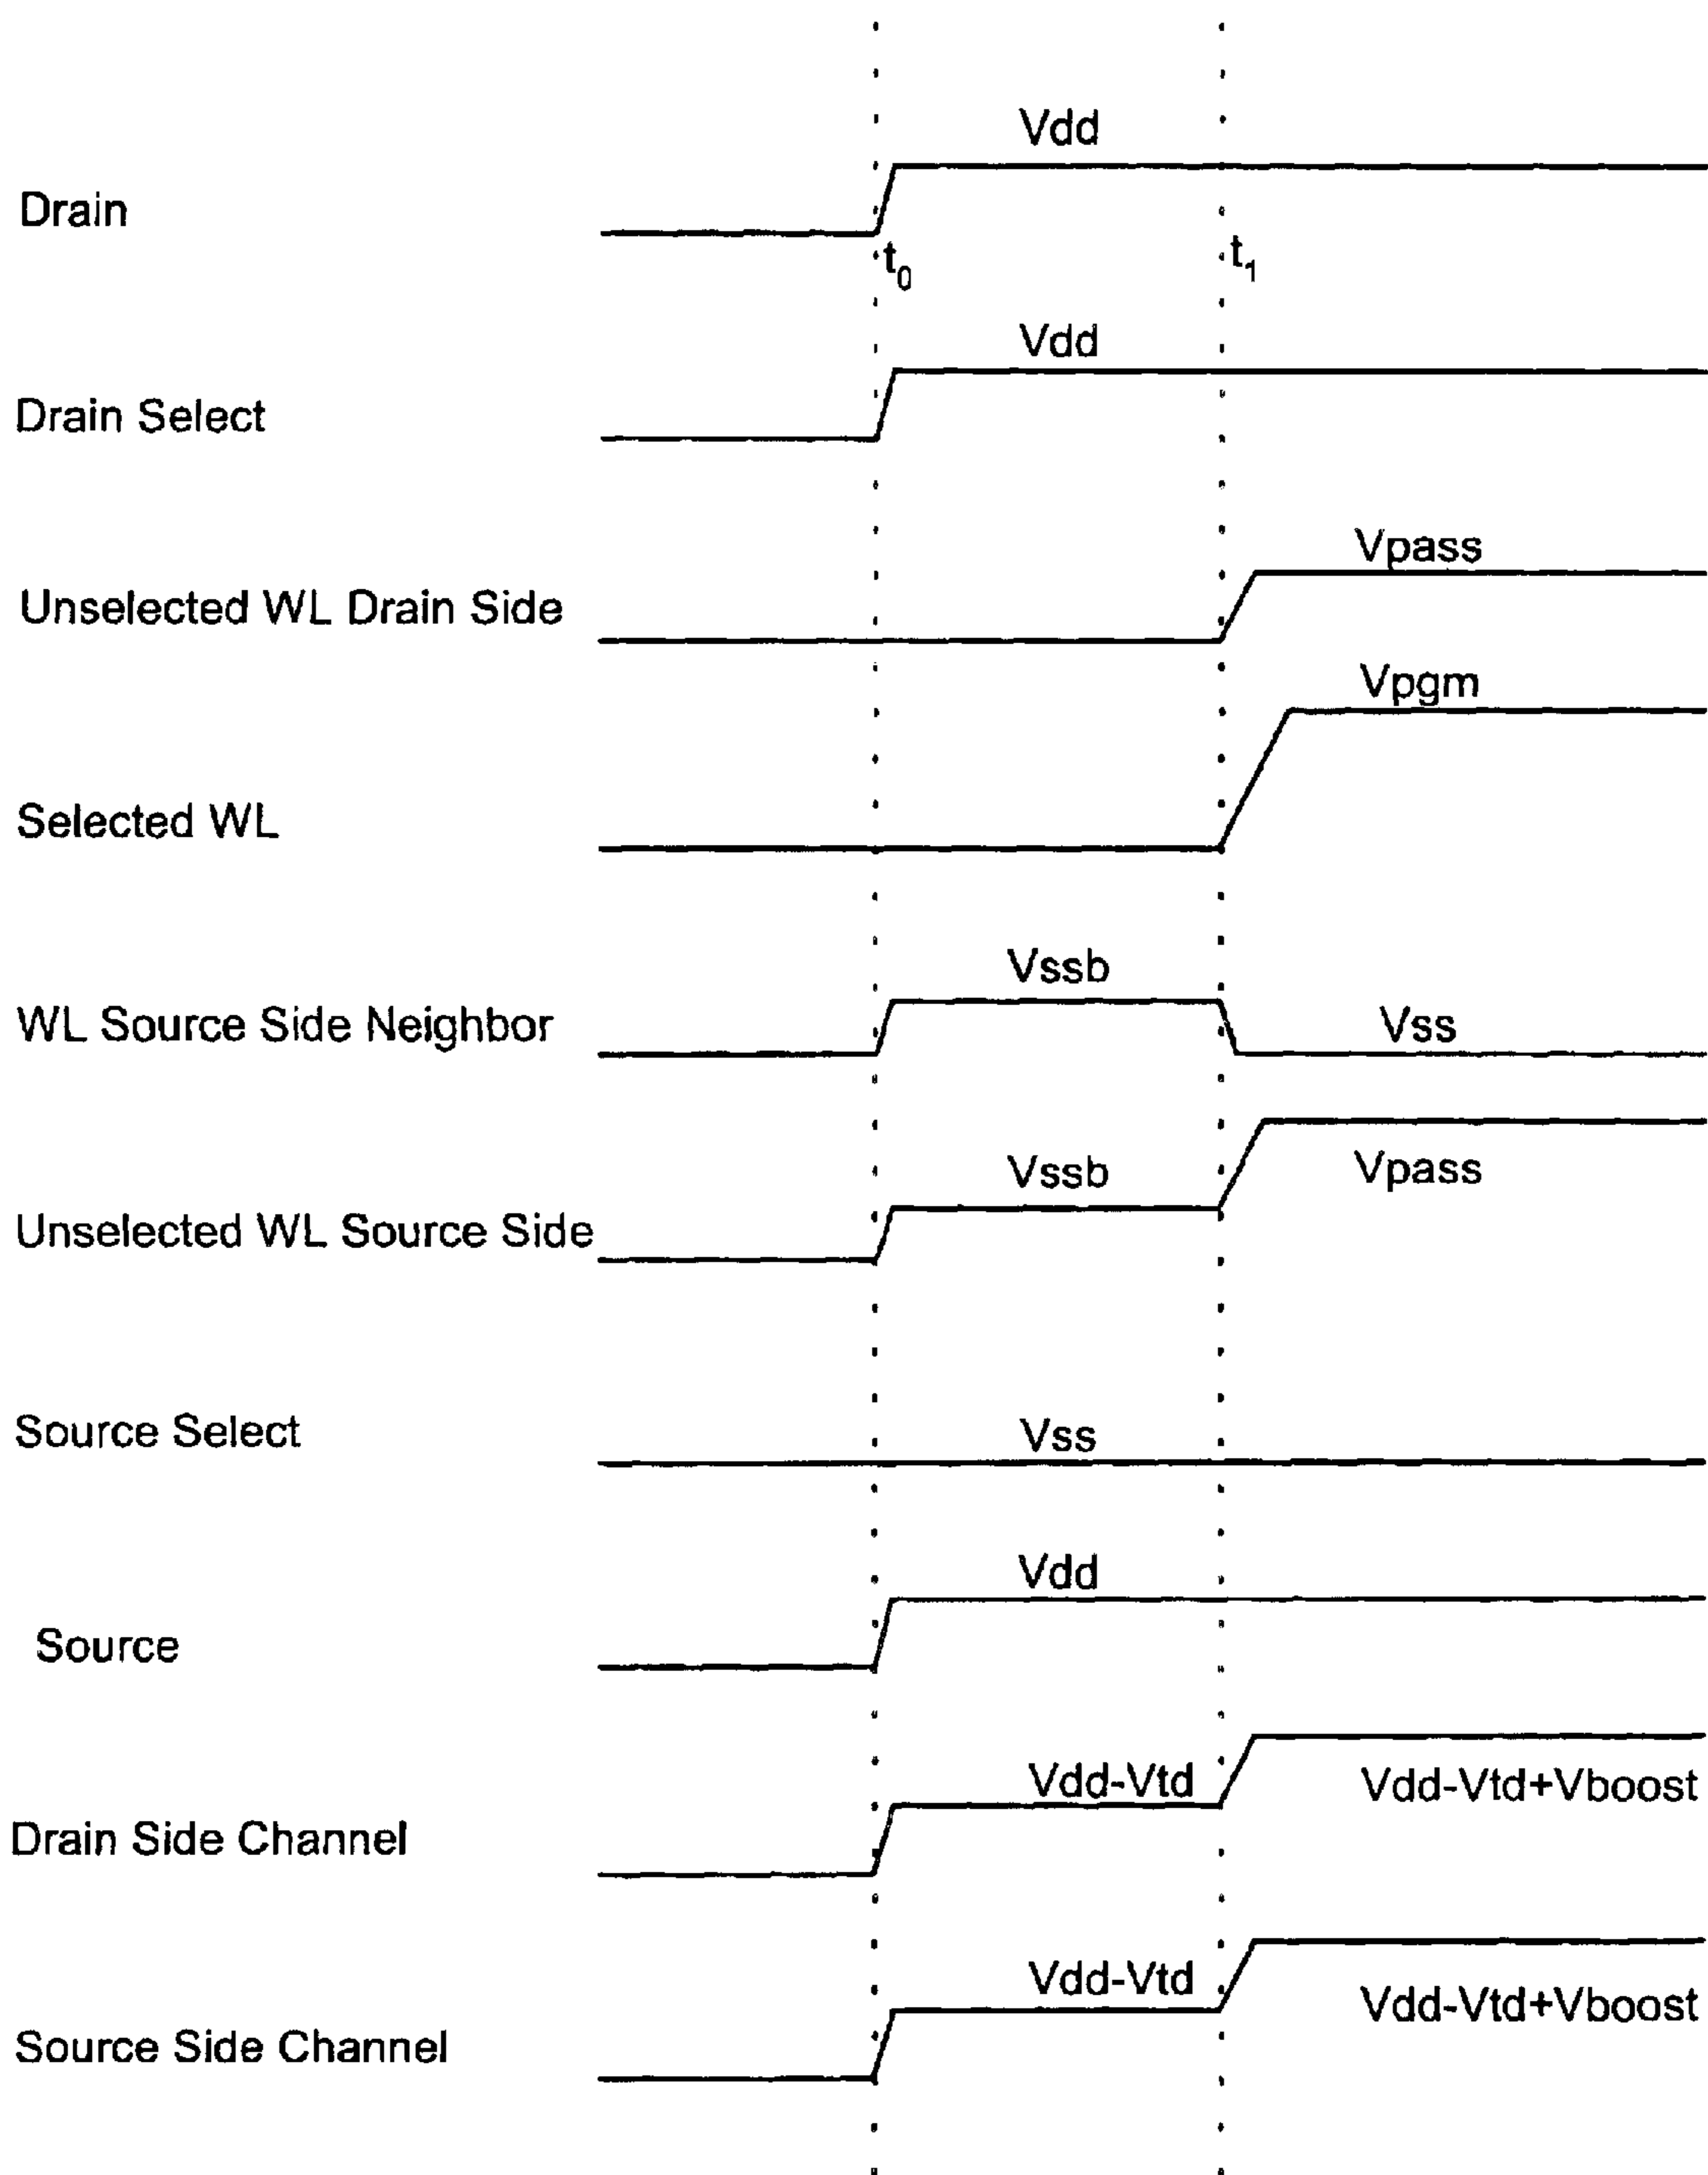 Vdd
Drain
t0
t1
Vdd
Drain Select
Vpass
Unselected WL Drain Side
Vpgm
Selected WL
Vssb
WL Source Side Neighbor
Vss
Vssb
Vpass
Unselected WL Source Side
Source Select
Vss
Vdd
Source
Vdd-Vtd
Vdd-Vtd+Vboost
Drain Side Channel
Vdd-Vtd
Vdd-Vtd+Vboost
Source Side Channel